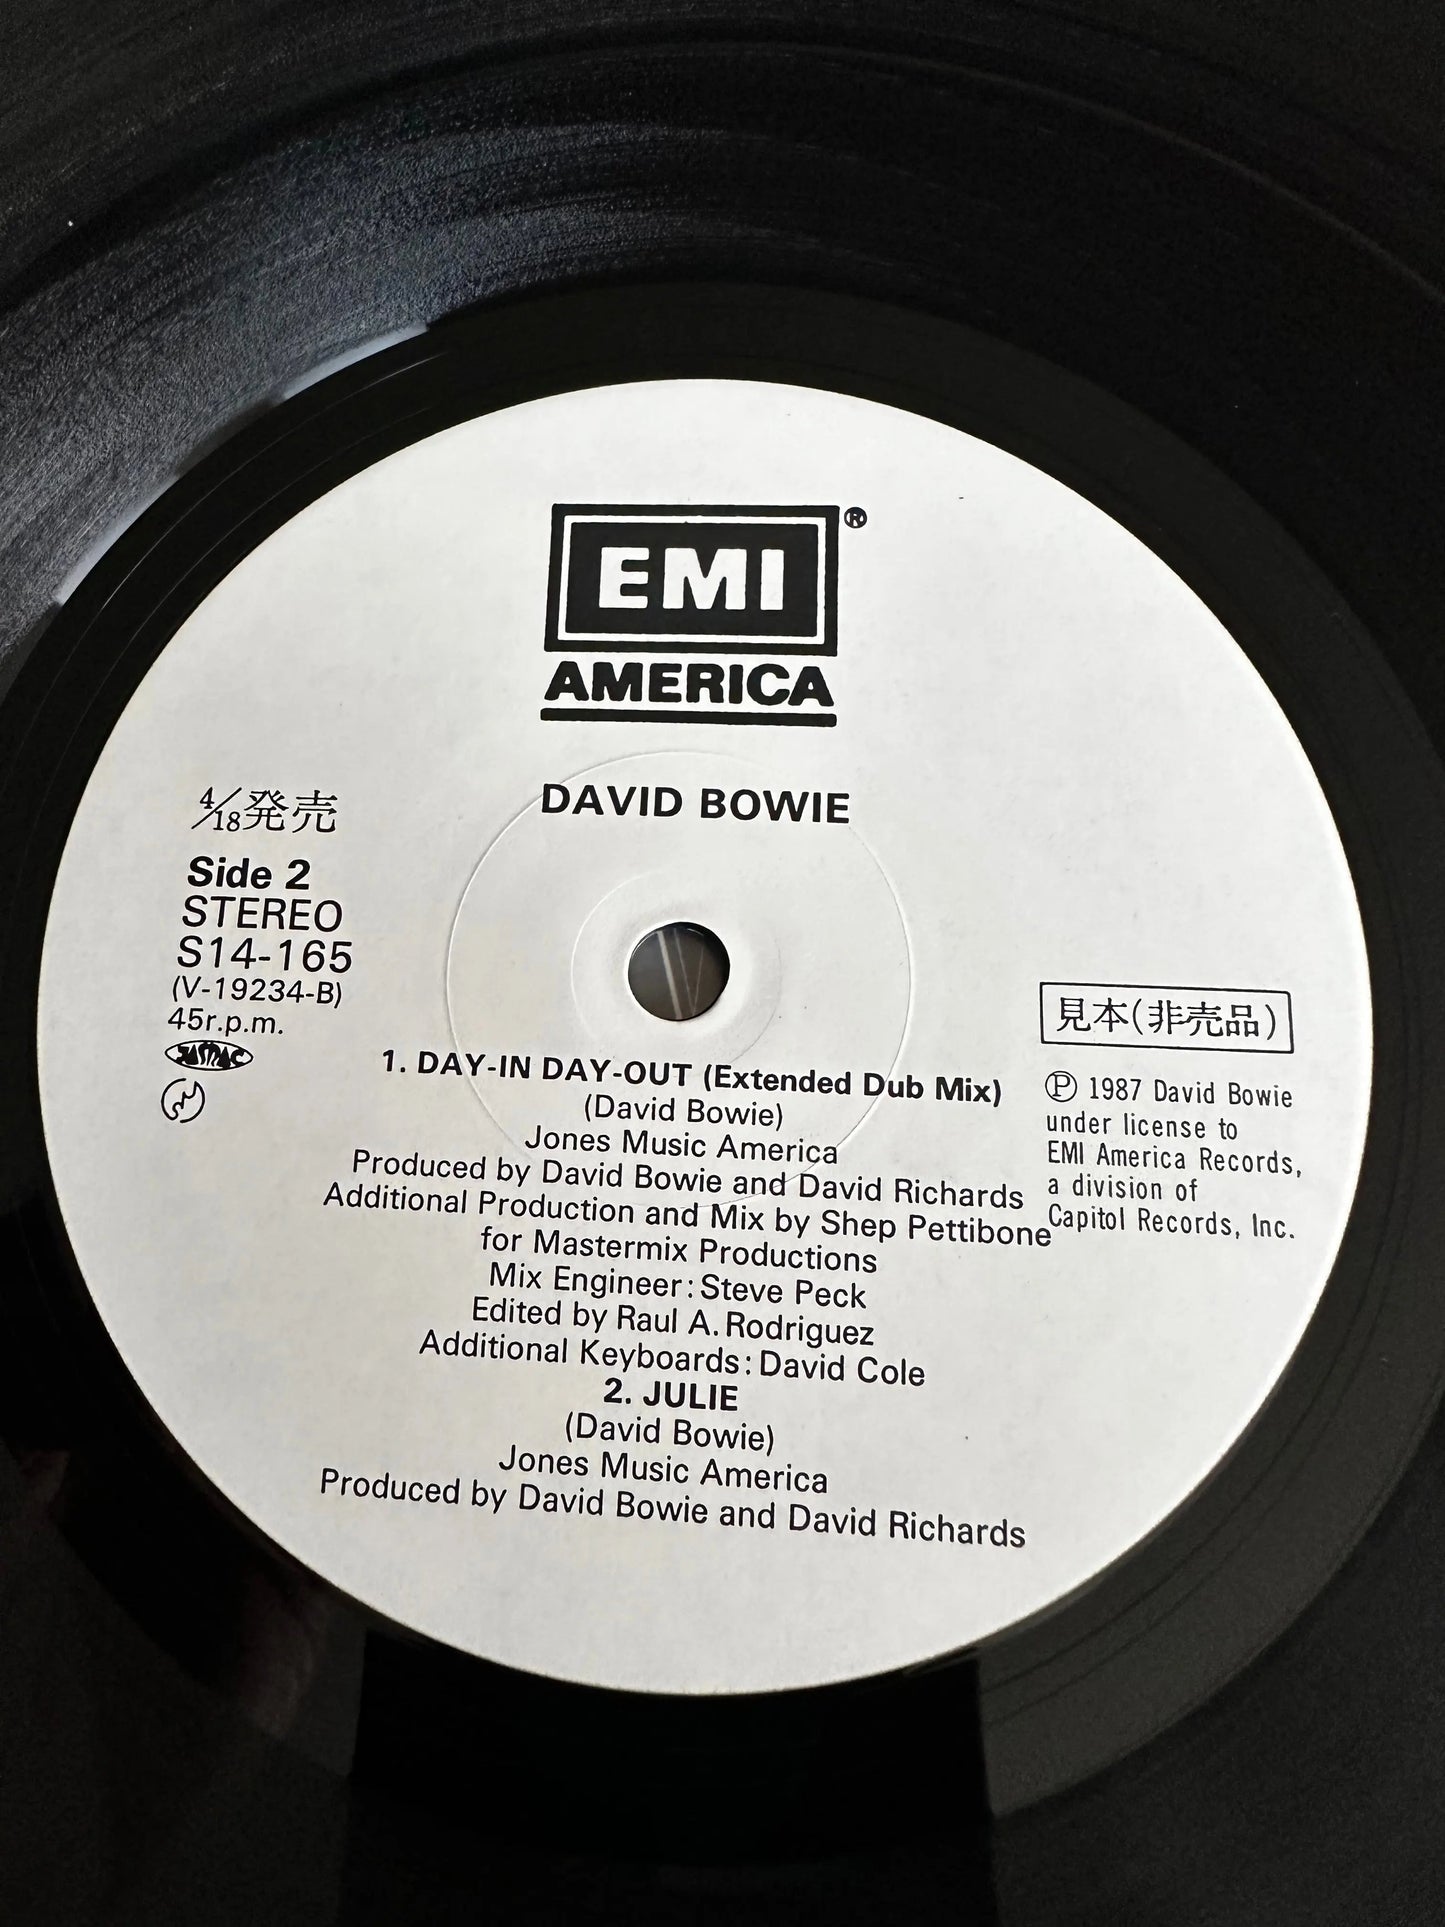 EMI®
AMERICA
DAVID BOWIE
4/18発売
Side 2
STEREO
S14-165
(V-19234-B)
45r.p.m.
JASRAC
見本(非売品)
Ⓟ 1987 David Bowie
under license to
EMI America Records,
a division of
Capitol Records, Inc.
1. DAY-IN DAY-OUT (Extended Dub Mix)
(David Bowie)
Jones Music America
Produced by David Bowie and David Richards
Additional Production and Mix by Shep Pettibone
for Mastermix Productions
Mix Engineer: Steve Peck
Edited by Raul A. Rodriguez
Additional Keyboards: David Cole
2. JULIE
(David Bowie)
Jones Music America
Produced by David Bowie and David Richards